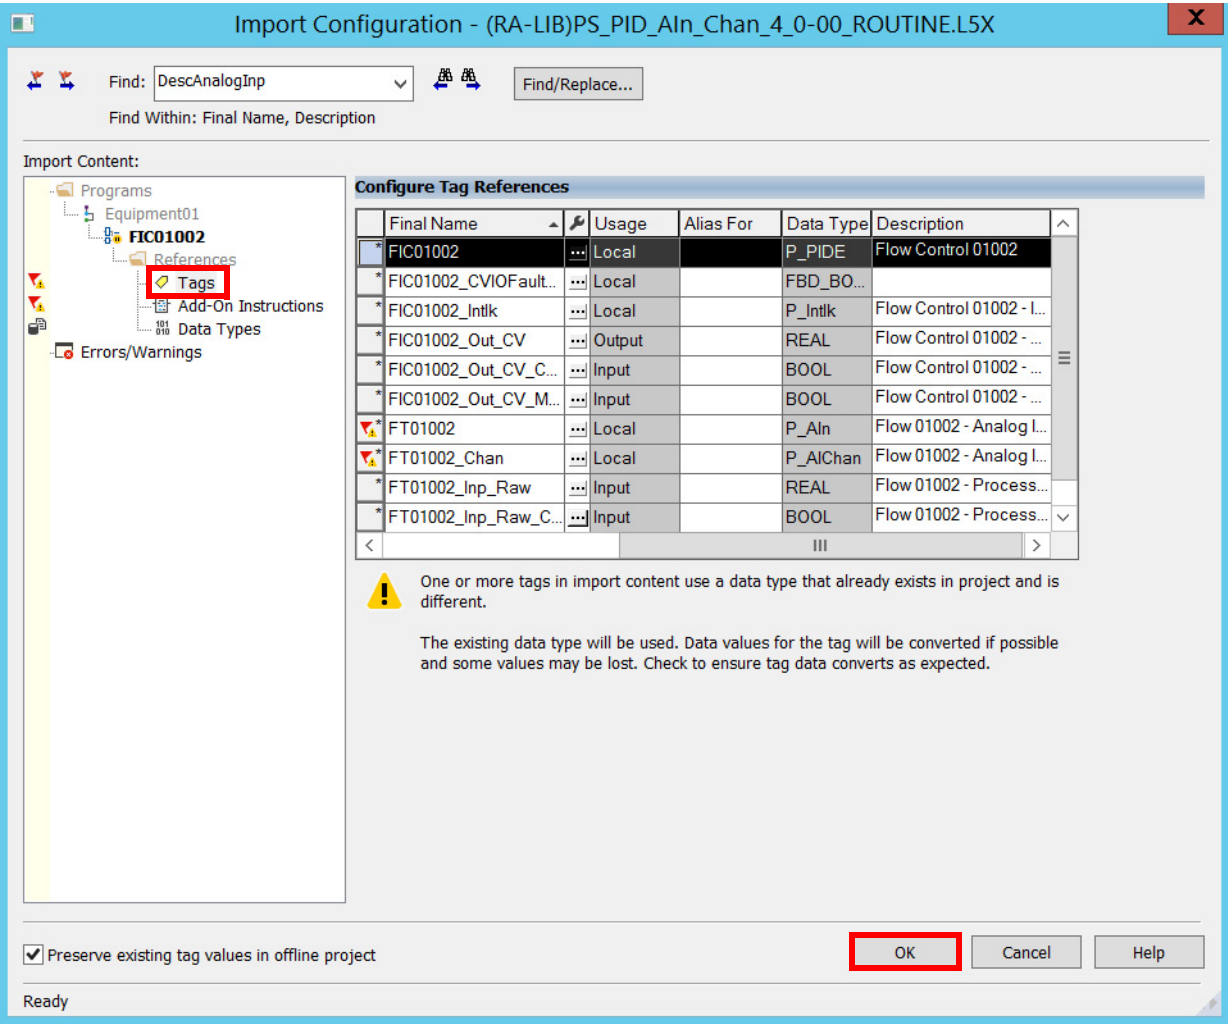 Import Configuration - (RA-LIB)PS_PID_AIn_Chan_4_0-00_ROUTINE.L5X
X
Find: DescAnalogInp
Find/Replace...
Find Within: Final Name, Description
Import Content:
Programs
Equipment01
FIC01002
References
Tags
Add-On Instructions
Data Types
Errors/Warnings
Configure Tag References
Final Name Usage Alias For Data Type Description
* FIC01002 ... Local P_PIDE Flow Control 01002
* FIC01002_CVIOFault... ... Local FBD_BO...
* FIC01002_Intlk ... Local P_Intlk Flow Control 01002 - I...
* FIC01002_Out_CV ... Output REAL Flow Control 01002 - ...
* FIC01002_Out_CV_C... ... Input BOOL Flow Control 01002 - ...
* FIC01002_Out_CV_M... ... Input BOOL Flow Control 01002 - ...
* FT01002 ... Local P_AIn Flow 01002 - Analog I...
* FT01002_Chan ... Local P_AIChan Flow 01002 - Analog I...
* FT01002_Inp_Raw ... Input REAL Flow 01002 - Process...
* FT01002_Inp_Raw_C... ... Input BOOL Flow 01002 - Process...
One or more tags in import content use a data type that already exists in project and is
different.
The existing data type will be used. Data values for the tag will be converted if possible
and some values may be lost. Check to ensure tag data converts as expected.
Preserve existing tag values in offline project
OK Cancel Help
Ready